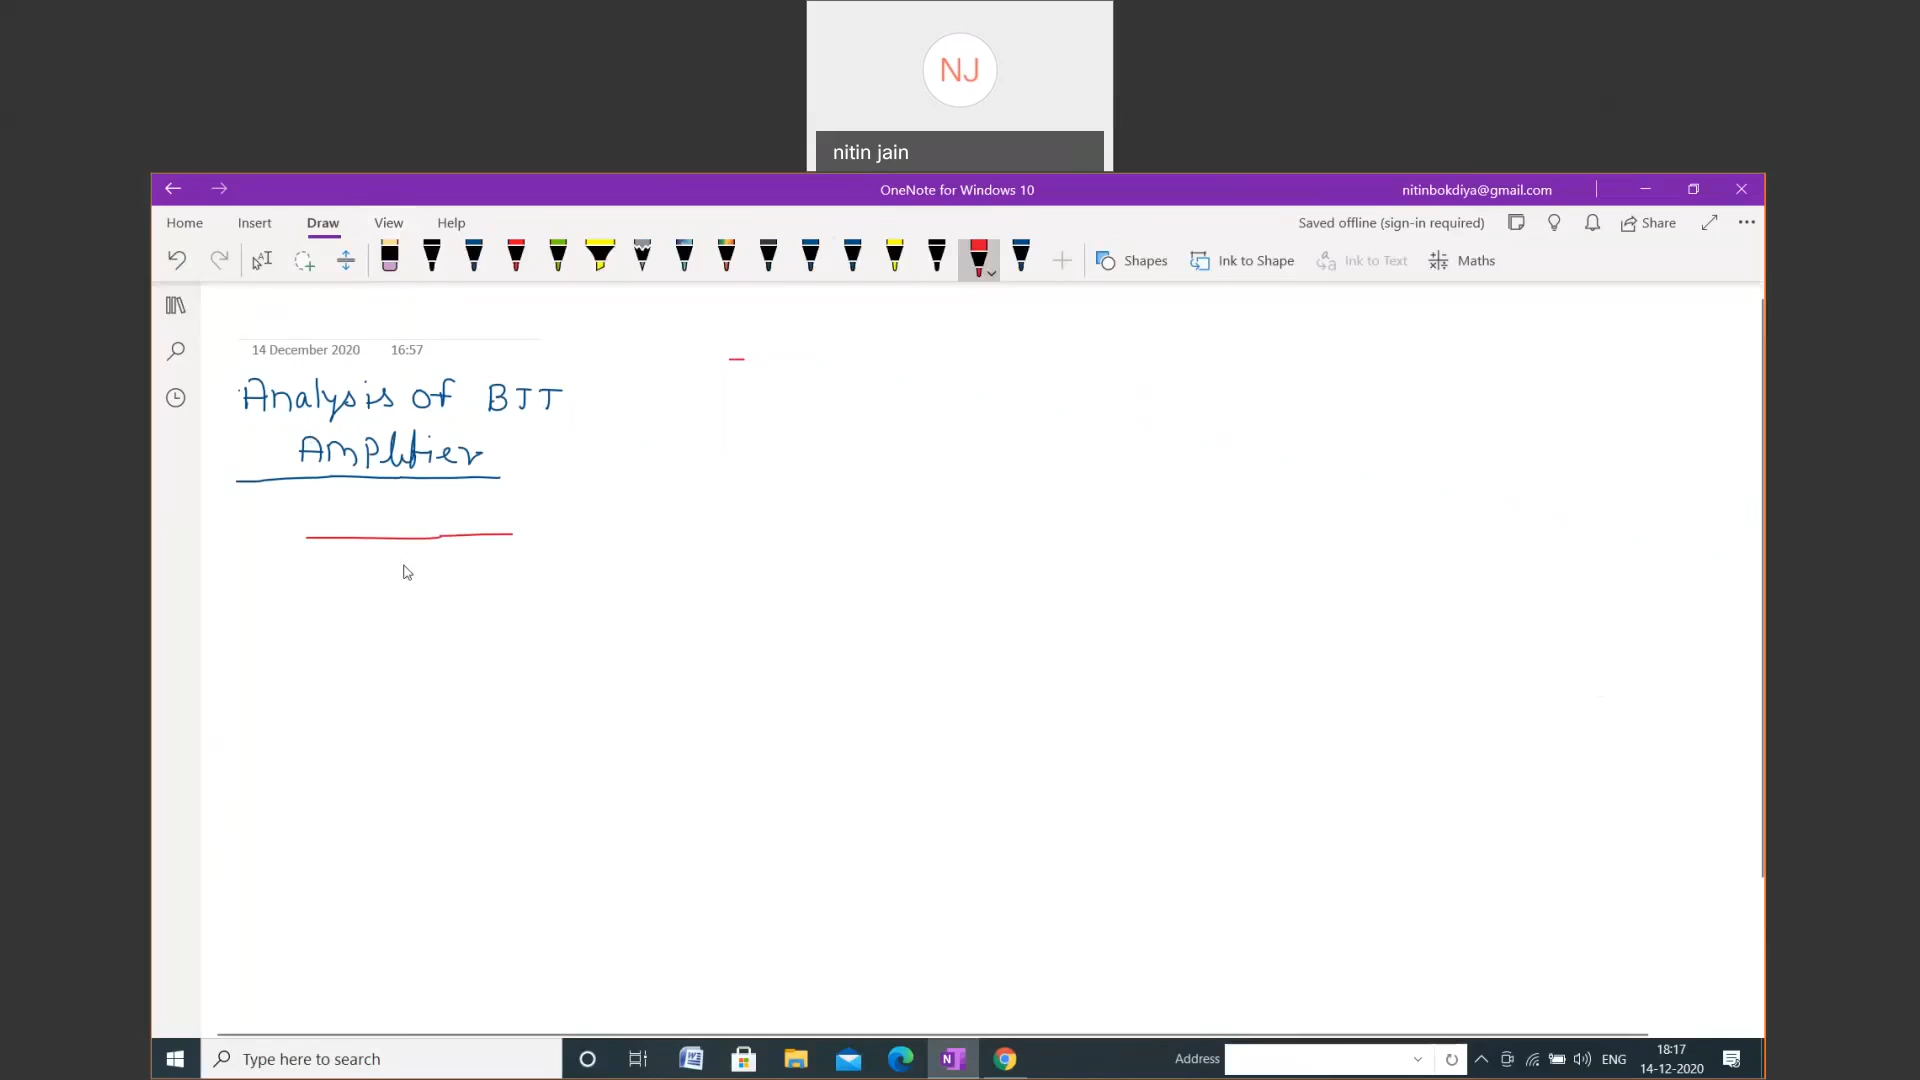 NJ
nitin jain
OneNote for Windows 10
nitinbokdiya@gmail.com
Home Insert Draw View Help
Saved offline (sign-in required)
Share
Shapes
Ink to Shape
Ink to Text
Maths
14 December 2020 16:57
Analysis of BJT
Amplifier
Type here to search
Address
ENG
18:17
14-12-2020